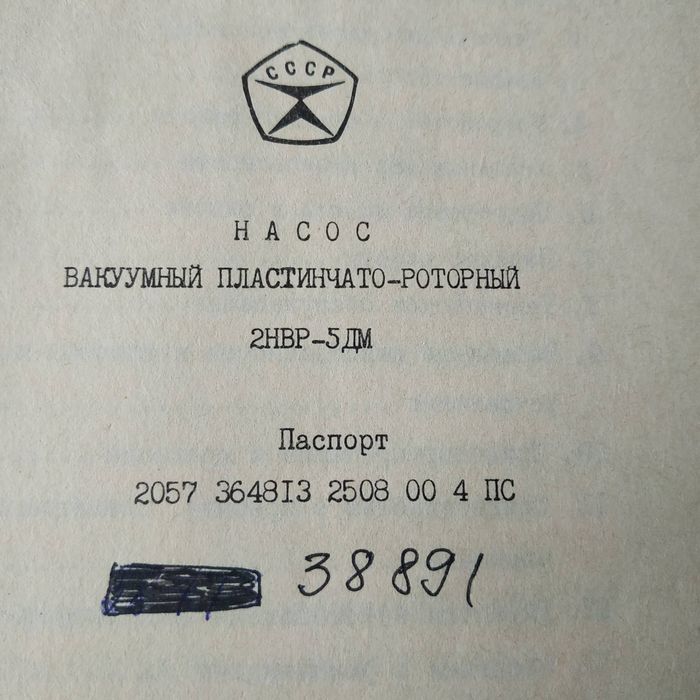 СССР
НАСОС
ВАКУУМНЫЙ ПЛАСТИНЧАТО-РОТОРНЫЙ
2НВР-5ДМ
Паспорт
2057 364813 2508 00 4 ПС
38891